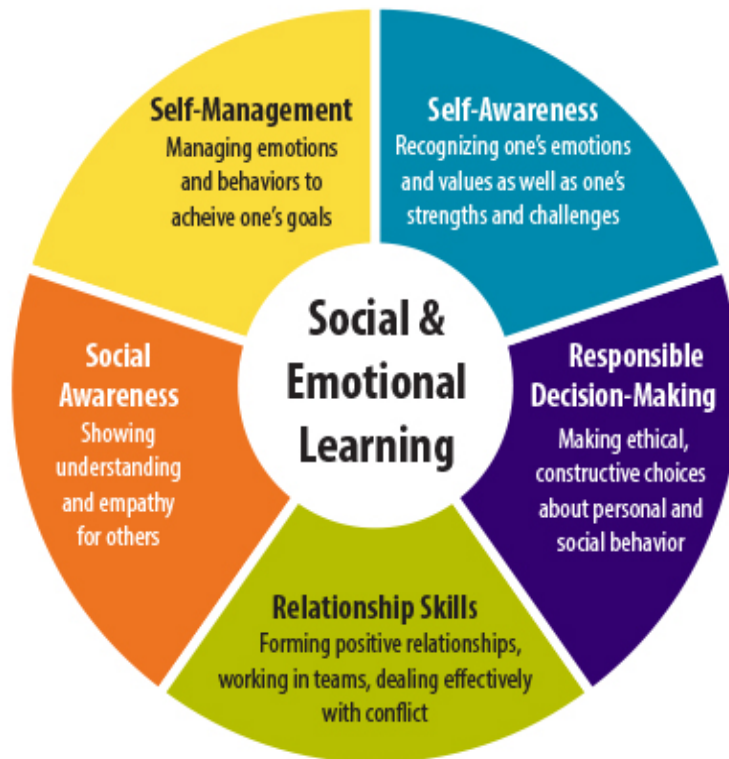 Self-Management
Managing emotions
and behaviors to
acheive one's goals
Self-Awareness
Recognizing one's emotions
and values as well as one's
strengths and challenges
Social &
Emotional
Learning
Social
Awareness
Showing
understanding
and empathy
for others
Responsible
Decision-Making
Making ethical,
constructive choices
about personal and
social behavior
Relationship Skills
Forming positive relationships,
working in teams, dealing effectively
with conflict